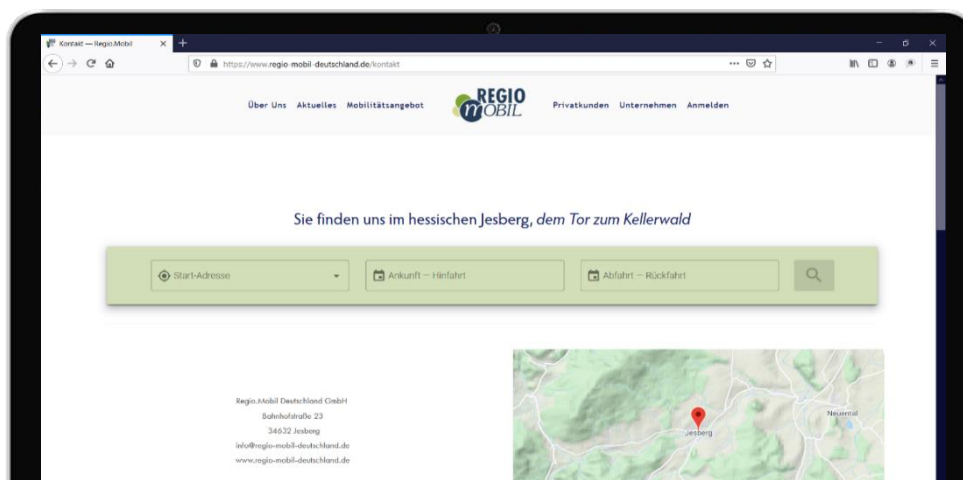 Kontakt — Regio.Mobil
https://www.regio-mobil-deutschland.de/kontakt
Über Uns Aktuelles Mobilitätsangebot REGIO mOBIL Privatkunden Unternehmen Anmelden
Sie finden uns im hessischen Jesberg, dem Tor zum Kellerwald
Start-Adresse Ankunft – Hinfahrt Abfahrt – Rückfahrt
Regio.Mobil Deutschland GmbH
Bahnhofstraße 23
34632 Jesberg
info@regio-mobil-deutschland.de
www.regio-mobil-deutschland.de
Neuental
Jesberg